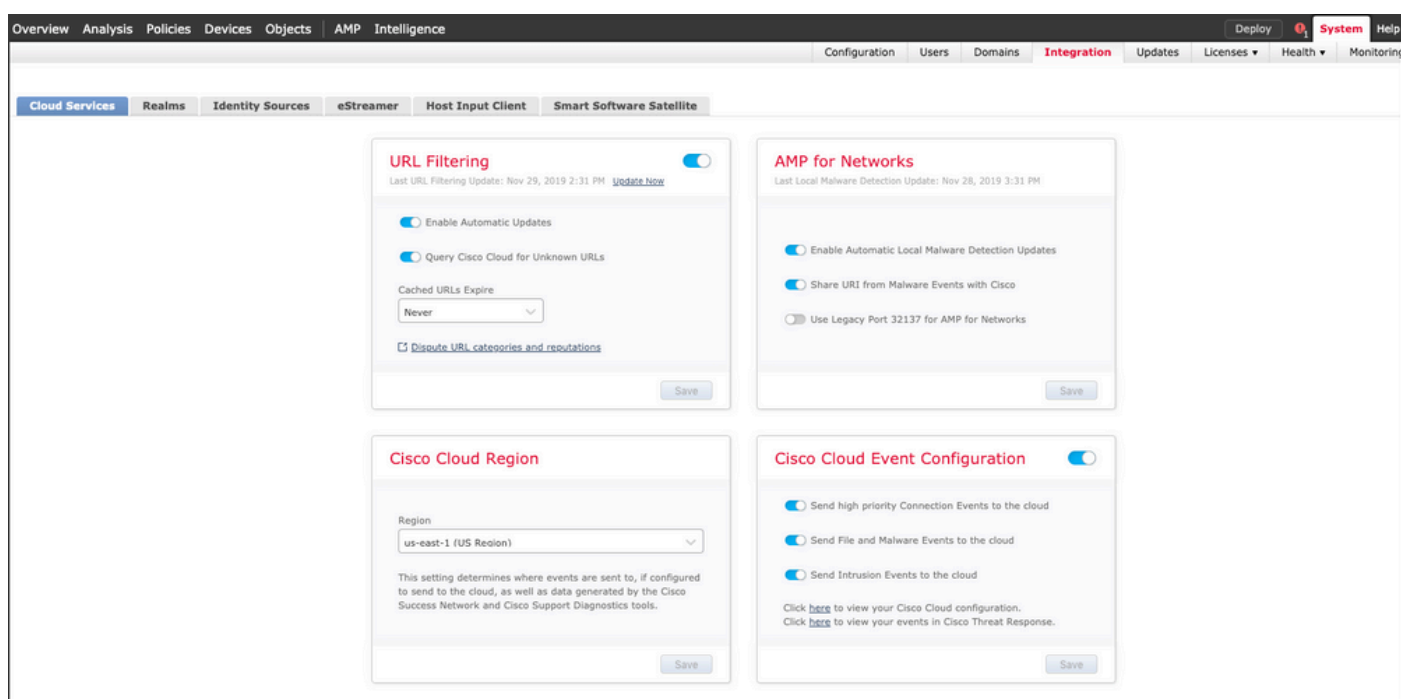 Overview Analysis Policies Devices Objects AMP Intelligence Deploy 1 System Help
Configuration Users Domains Integration Updates Licenses ▾ Health ▾ Monitoring
Cloud Services Realms Identity Sources eStreamer Host Input Client Smart Software Satellite
URL Filtering
Last URL Filtering Update: Nov 29, 2019 2:31 PM Update Now
Enable Automatic Updates
Query Cisco Cloud for Unknown URLs
Cached URLs Expire
Never
Dispute URL categories and reputations
Save
AMP for Networks
Last Local Malware Detection Update: Nov 28, 2019 3:31 PM
Enable Automatic Local Malware Detection Updates
Share URI from Malware Events with Cisco
Use Legacy Port 32137 for AMP for Networks
Save
Cisco Cloud Region
Region
us-east-1 (US Region)
This setting determines where events are sent to, if configured
to send to the cloud, as well as data generated by the Cisco
Success Network and Cisco Support Diagnostics tools.
Save
Cisco Cloud Event Configuration
Send high priority Connection Events to the cloud
Send File and Malware Events to the cloud
Send Intrusion Events to the cloud
Click here to view your Cisco Cloud configuration.
Click here to view your events in Cisco Threat Response.
Save